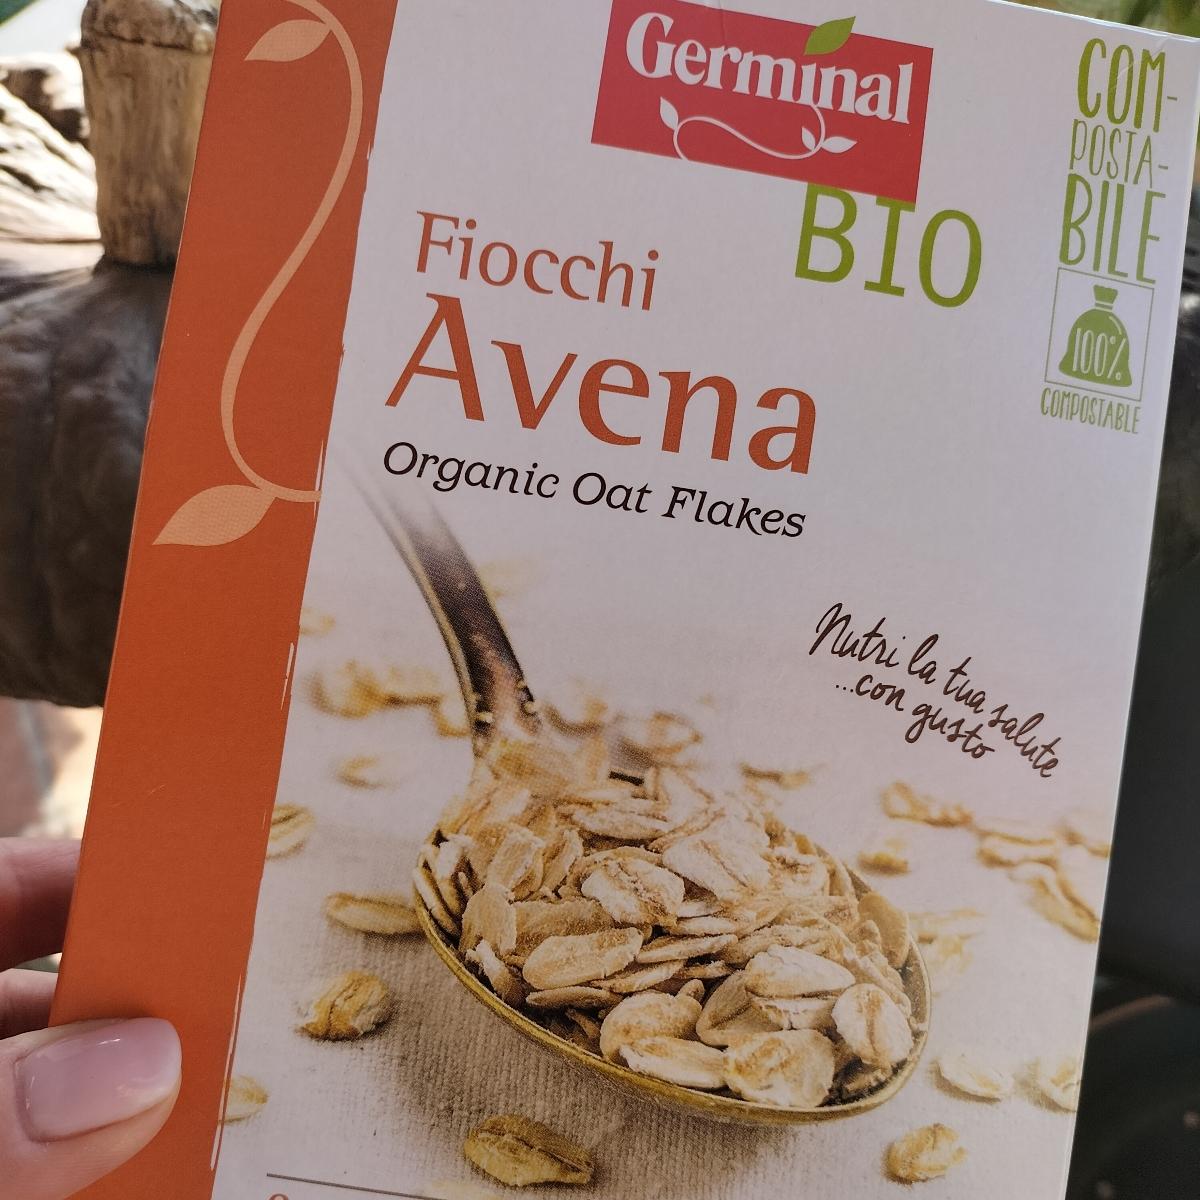 Germinal
BIO
COM-
POSTA-
BILE
100%
COMPOSTABLE
Fiocchi
Avena
Organic Oat Flakes
Nutri la tua salute
...con gusto